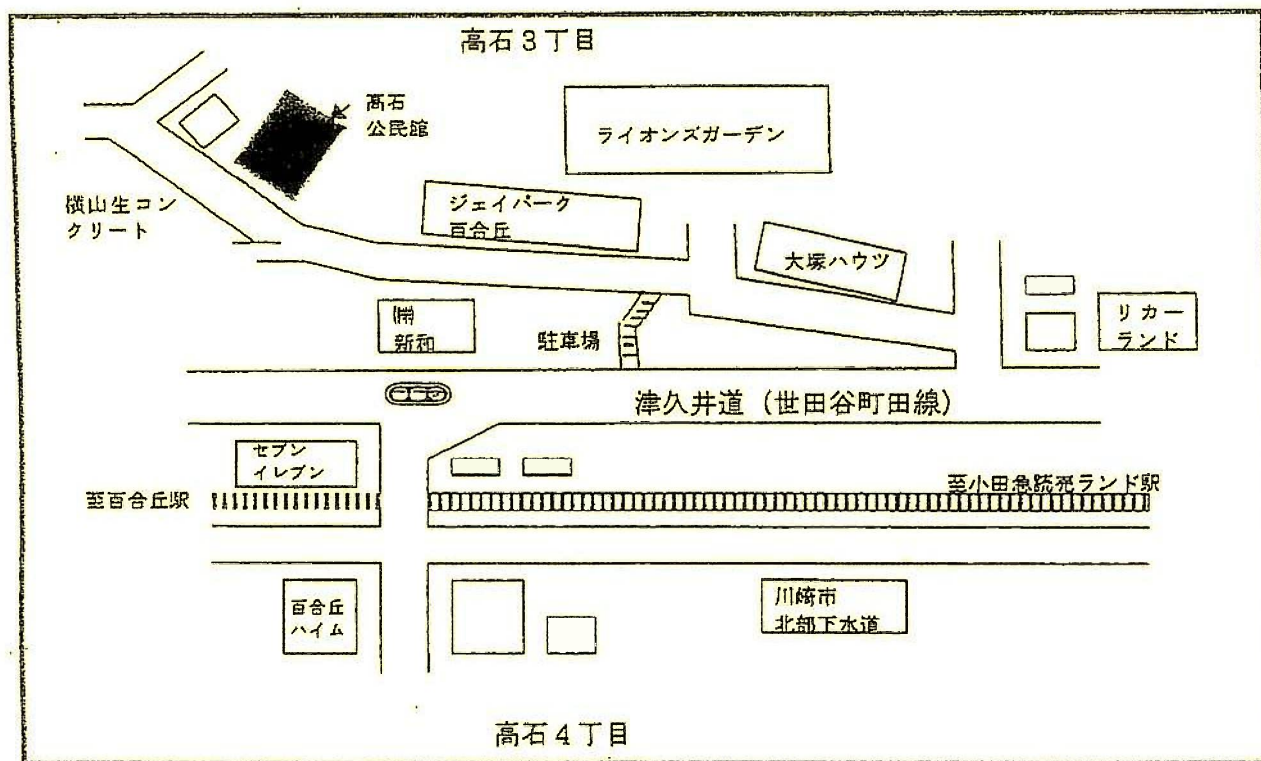 高石3丁目
髙石
公民館
ライオンズガーデン
横山生コン
クリート
ジェイパーク
百合丘
大塚ハウツ
リカー
ランド
㈱
新和
駐車場
津久井道(世田谷町田線)
セブン
イレブン
至百合丘駅
至小田急読売ランド駅
百合丘
ハイム
川崎市
北部下水道
高石4丁目